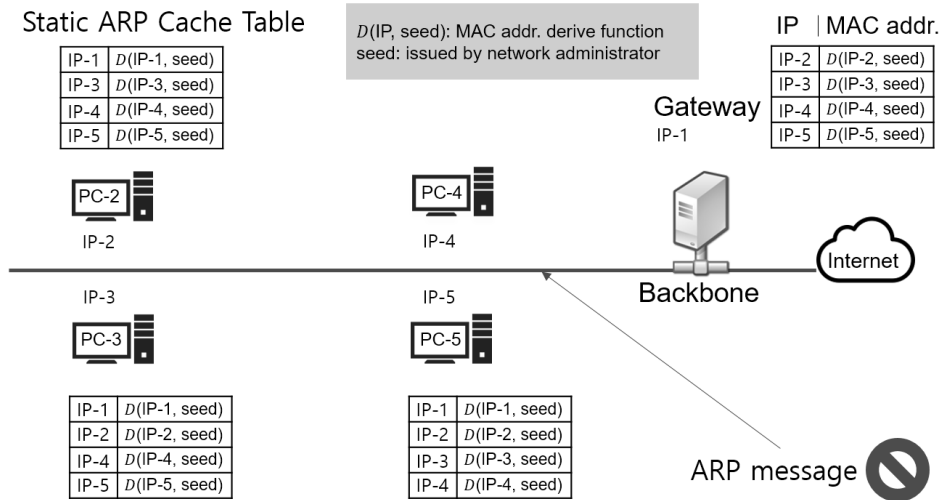 Static ARP Cache Table
IP-1 D(IP-1, seed)
IP-3 D(IP-3, seed)
IP-4 D(IP-4, seed)
IP-5 D(IP-5, seed)
D(IP, seed): MAC addr. derive function
seed: issued by network administrator
IP | MAC addr.
IP-2 D(IP-2, seed)
IP-3 D(IP-3, seed)
IP-4 D(IP-4, seed)
IP-5 D(IP-5, seed)
Gateway
IP-1
PC-2
IP-2
PC-4
IP-4
Internet
Backbone
IP-3
PC-3
IP-5
PC-5
IP-1 D(IP-1, seed)
IP-2 D(IP-2, seed)
IP-4 D(IP-4, seed)
IP-5 D(IP-5, seed)
IP-1 D(IP-1, seed)
IP-2 D(IP-2, seed)
IP-3 D(IP-3, seed)
IP-4 D(IP-4, seed)
ARP message